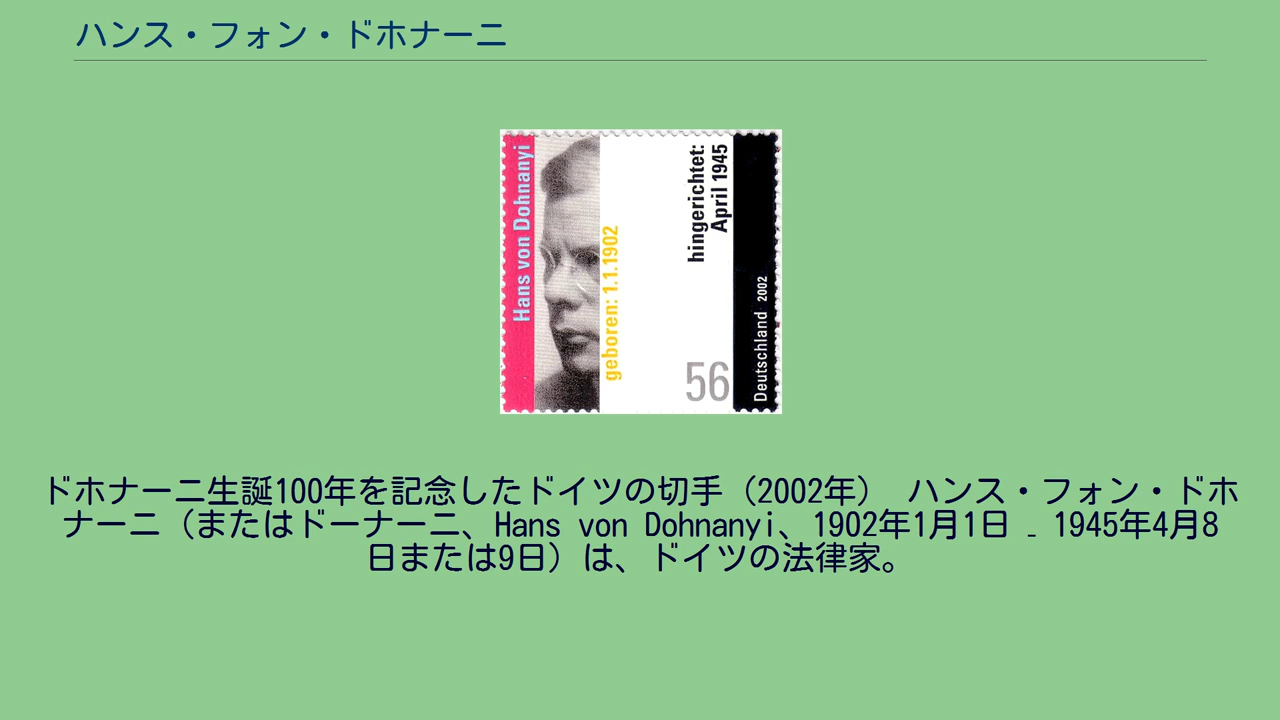 ハンス・フォン・ドホナーニ
Hans von Dohnanyi
geboren: 1.1.1902
hingerichtet:
April 1945
56
Deutschland 2002
ドホナーニ生誕100年を記念したドイツの切手（2002年） ハンス・フォン・ドホ
ナーニ（またはドーナーニ、Hans von Dohnanyi、1902年1月1日 - 1945年4月8
日または9日）は、ドイツの法律家。